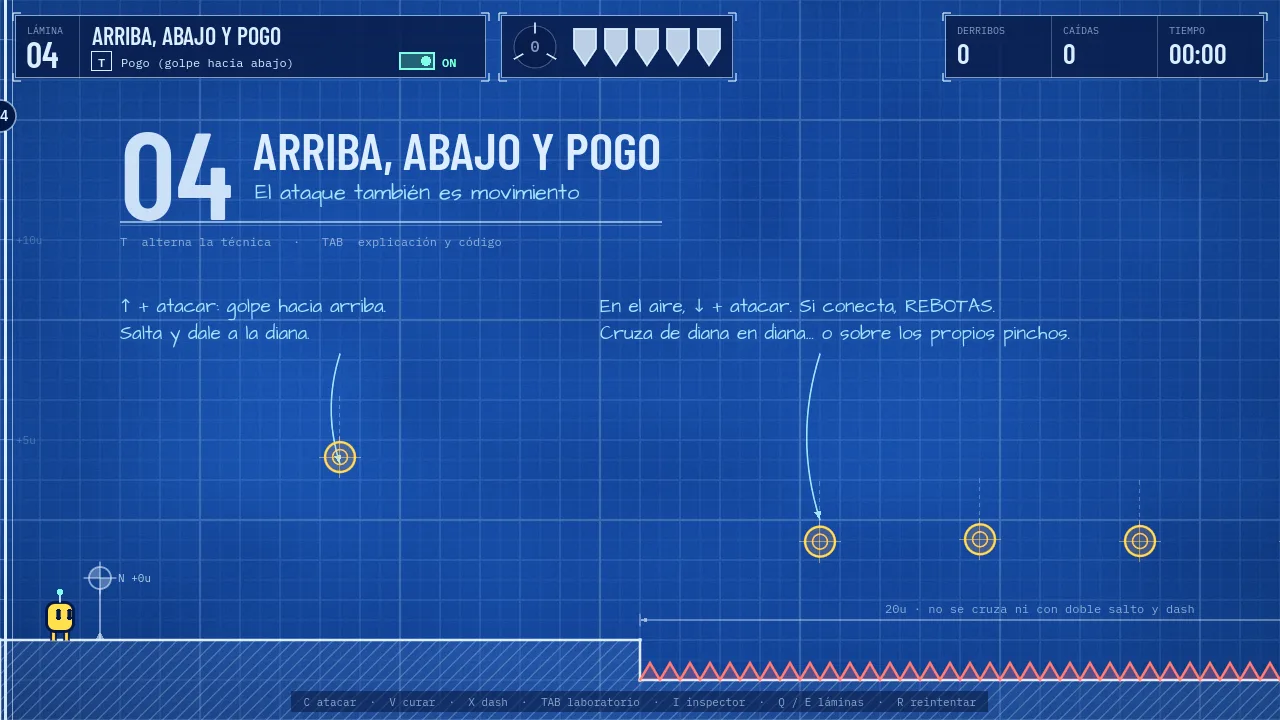 LÁMINA
04
ARRIBA, ABAJO Y POGO
T Pogo (golpe hacia abajo)
ON
0
DERRIBOS
0
CAÍDAS
0
TIEMPO
00:00
4
04
ARRIBA, ABAJO Y POGO
El ataque también es movimiento
+10u
T alterna la técnica · TAB explicación y código
↑ + atacar: golpe hacia arriba.
Salta y dale a la diana.
En el aire, ↓ + atacar. Si conecta, REBOTAS.
Cruza de diana en diana... o sobre los propios pinchos.
+5u
N +0u
20u · no se cruza ni con doble salto y dash
C atacar · V curar · X dash · TAB laboratorio · I inspector · Q / E láminas · R reintentar